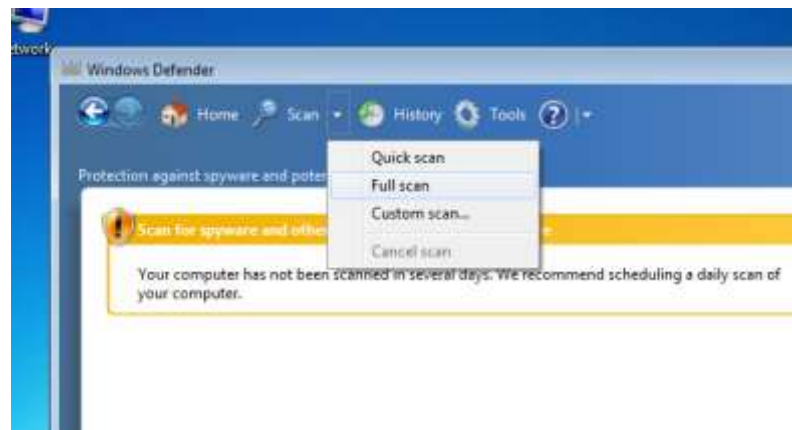 twork
Windows Defender
Home Scan History Tools
Quick scan
Protection against spyware and poten
Full scan
Custom scan...
Scan for spyware and othe
Cancel scan
Your computer has not been scanned in several days. We recommend scheduling a daily scan of
your computer.